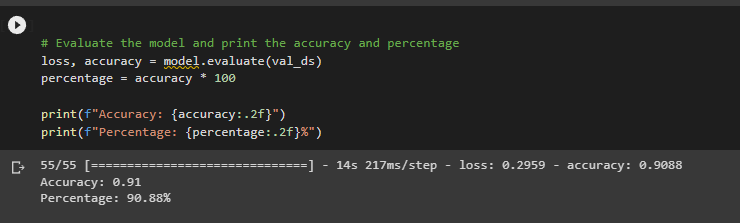 # Evaluate the model and print the accuracy and percentage
loss, accuracy = model.evaluate(val_ds)
percentage = accuracy * 100
print(f"Accuracy: {accuracy:.2f}")
print(f"Percentage: {percentage:.2f}%")
55/55 [==============================] - 14s 217ms/step - loss: 0.2959 - accuracy: 0.9088
Accuracy: 0.91
Percentage: 90.88%